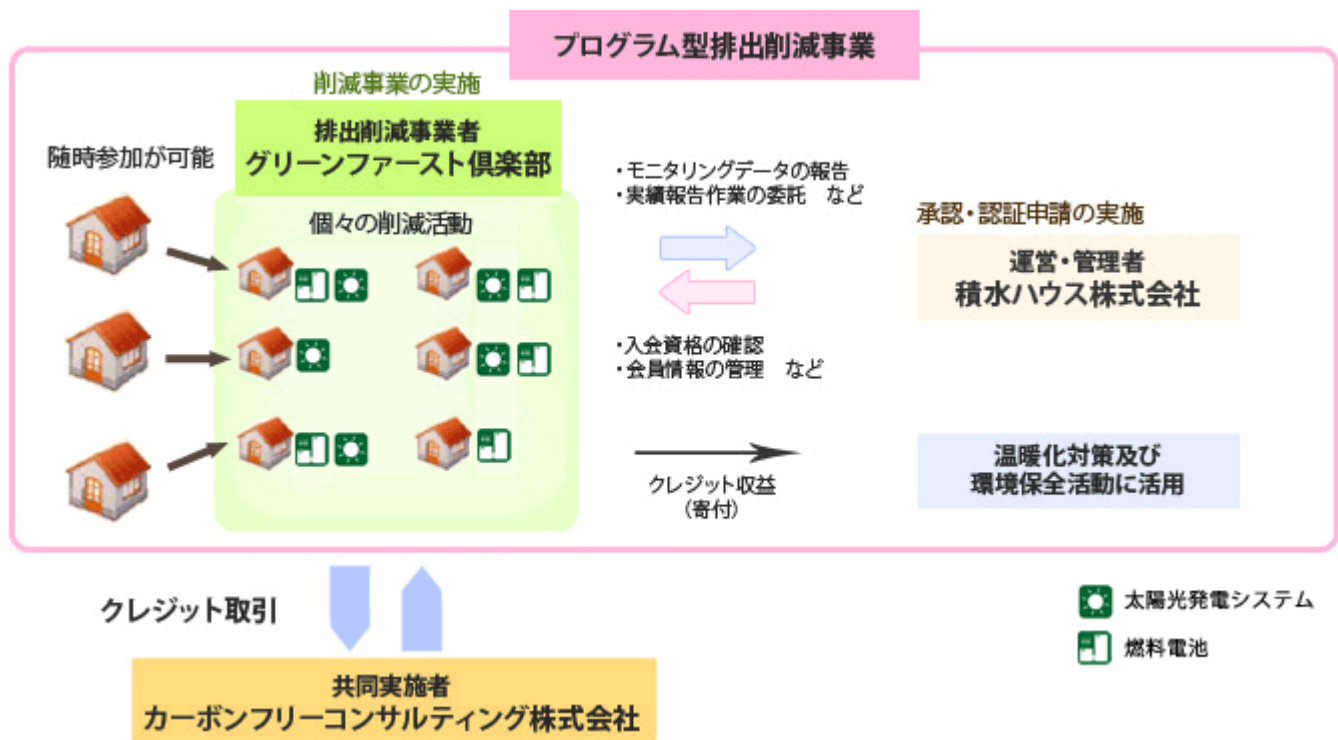 プログラム型排出削減事業
削減事業の実施
排出削減事業者
グリーンファースト倶楽部
随時参加が可能
個々の削減活動
・モニタリングデータの報告
・実績報告作業の委託　など
承認・認証申請の実施
運営・管理者
積水ハウス株式会社
・入会資格の確認
・会員情報の管理　など
クレジット収益
（寄付）
温暖化対策及び
環境保全活動に活用
クレジット取引
太陽光発電システム
燃料電池
共同実施者
カーボンフリーコンサルティング株式会社